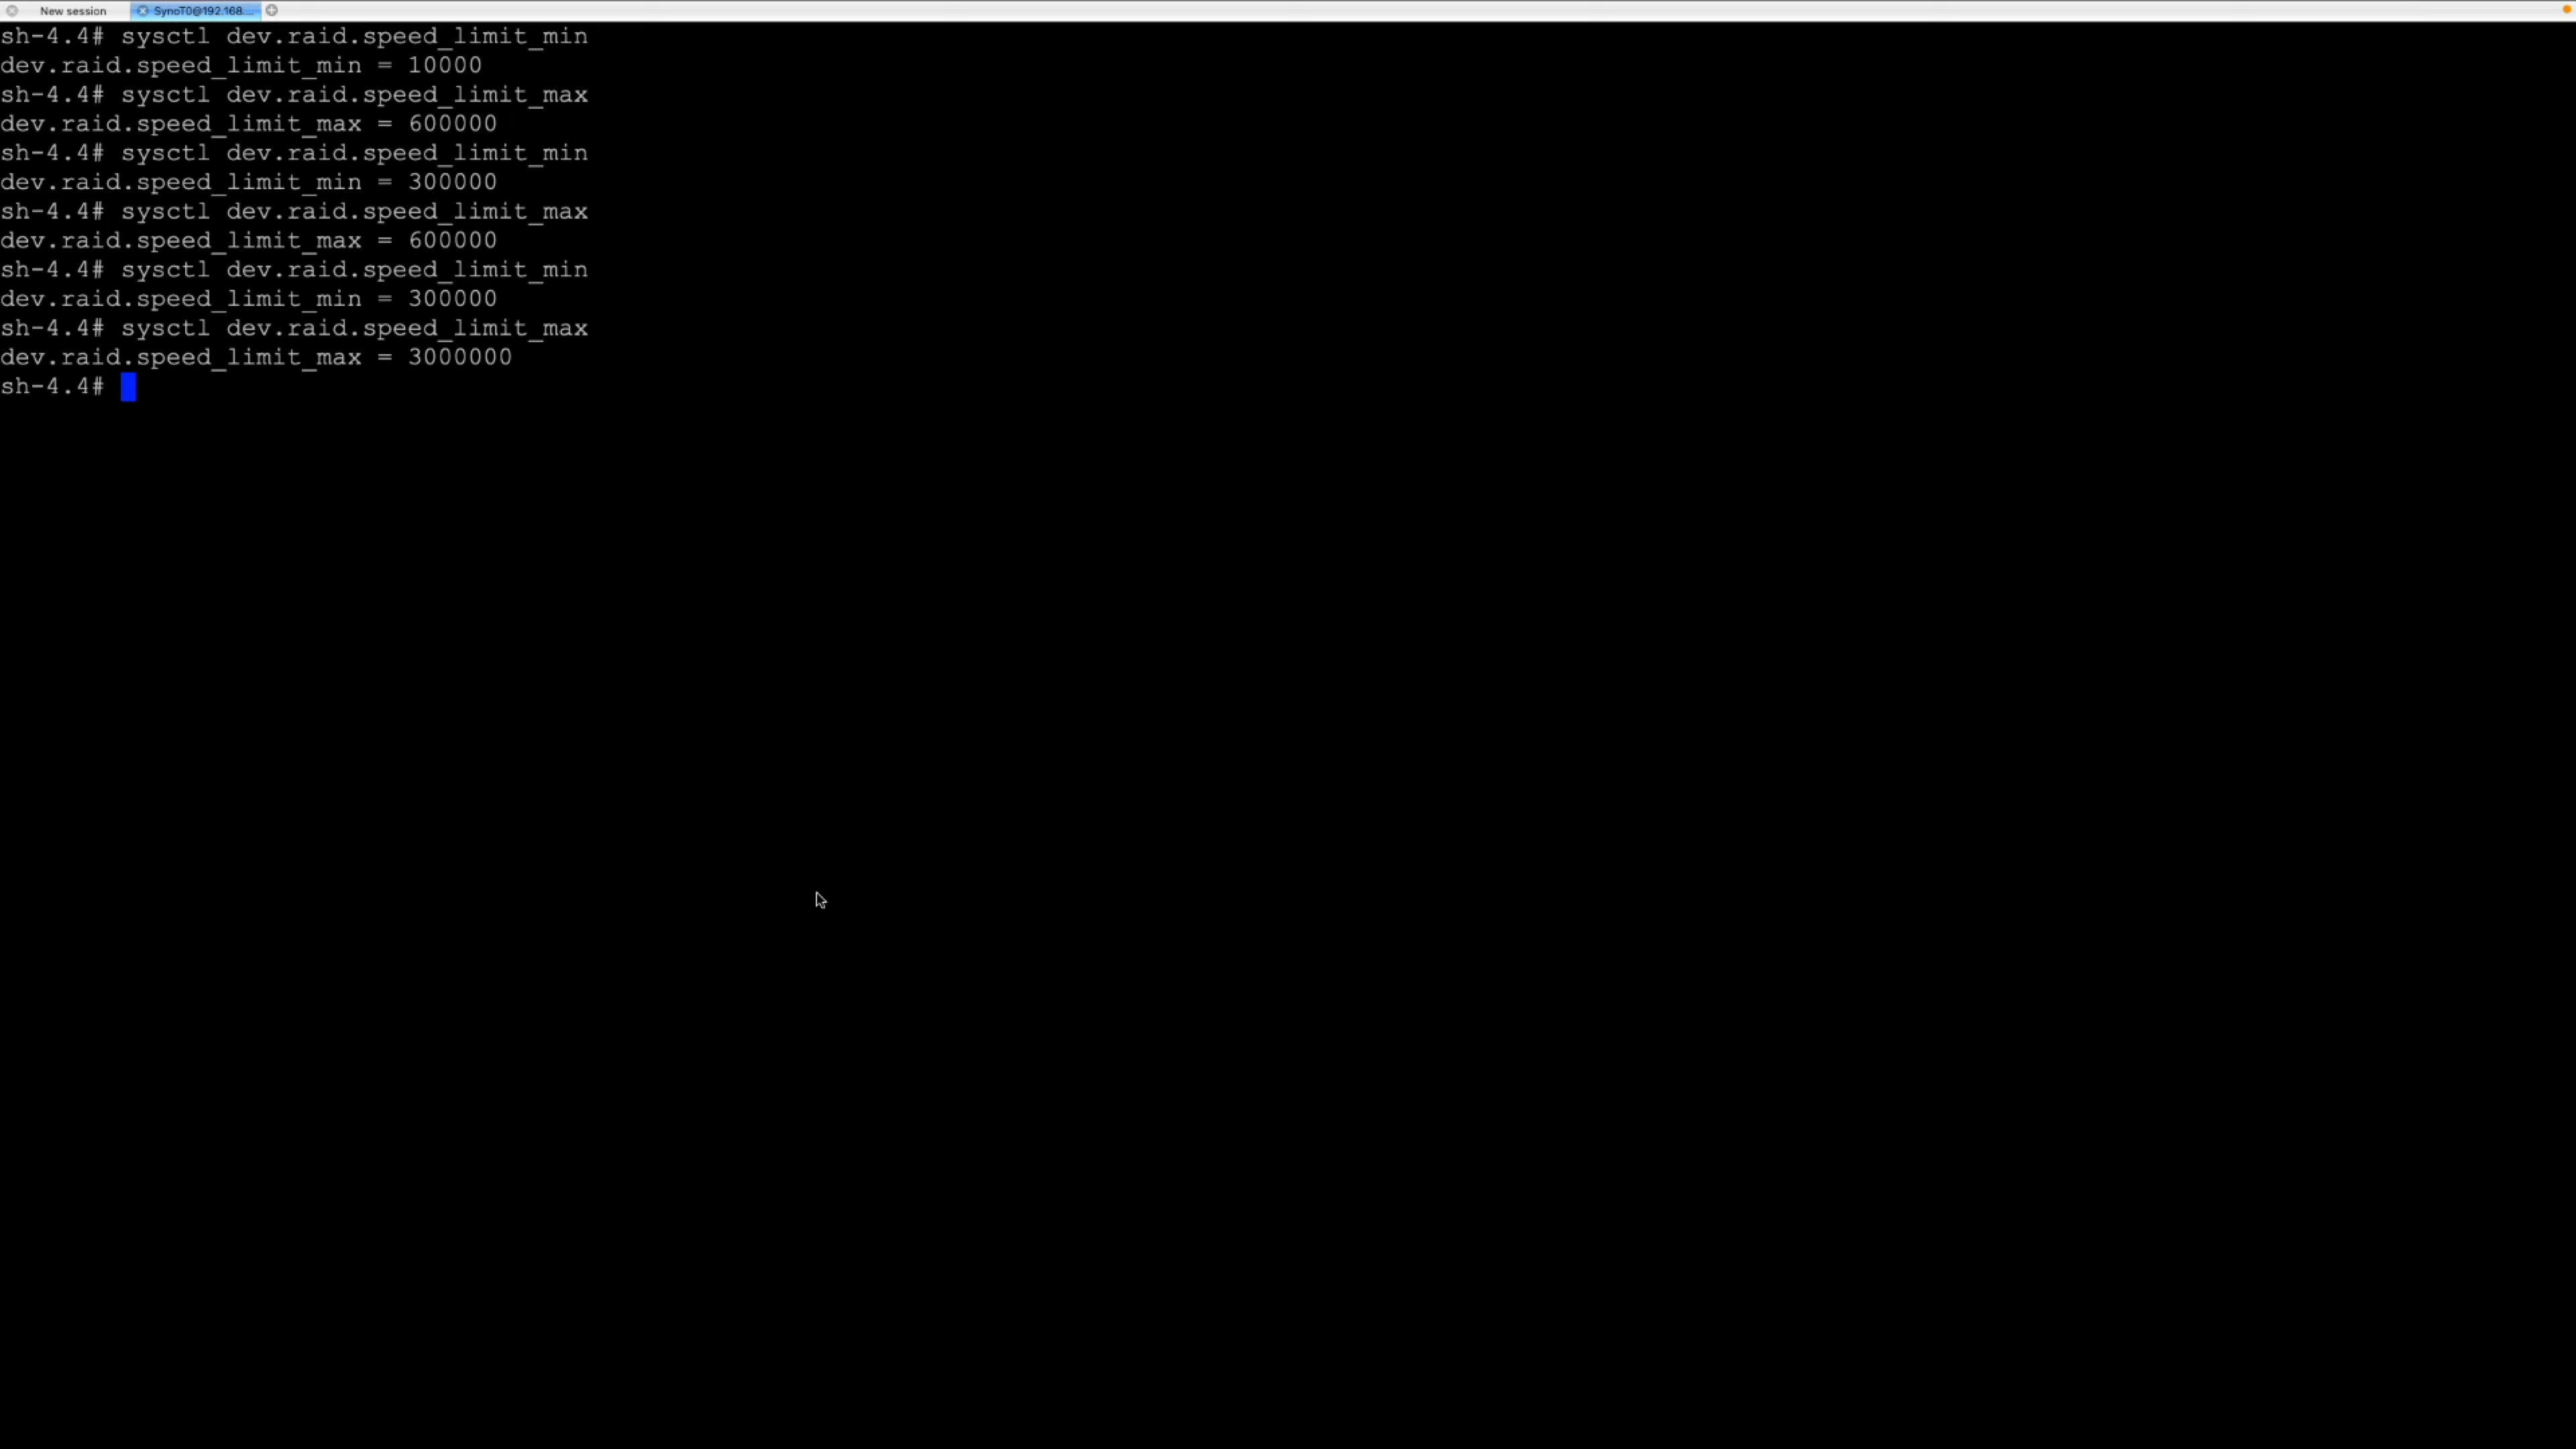 New session
SynoT0@192.168....
sh-4.4# sysctl dev.raid.speed_limit_min
dev.raid.speed_limit_min = 10000
sh-4.4# sysctl dev.raid.speed_limit_max
dev.raid.speed_limit_max = 600000
sh-4.4# sysctl dev.raid.speed_limit_min
dev.raid.speed_limit_min = 300000
sh-4.4# sysctl dev.raid.speed_limit_max
dev.raid.speed_limit_max = 600000
sh-4.4# sysctl dev.raid.speed_limit_min
dev.raid.speed_limit_min = 300000
sh-4.4# sysctl dev.raid.speed_limit_max
dev.raid.speed_limit_max = 3000000
sh-4.4#